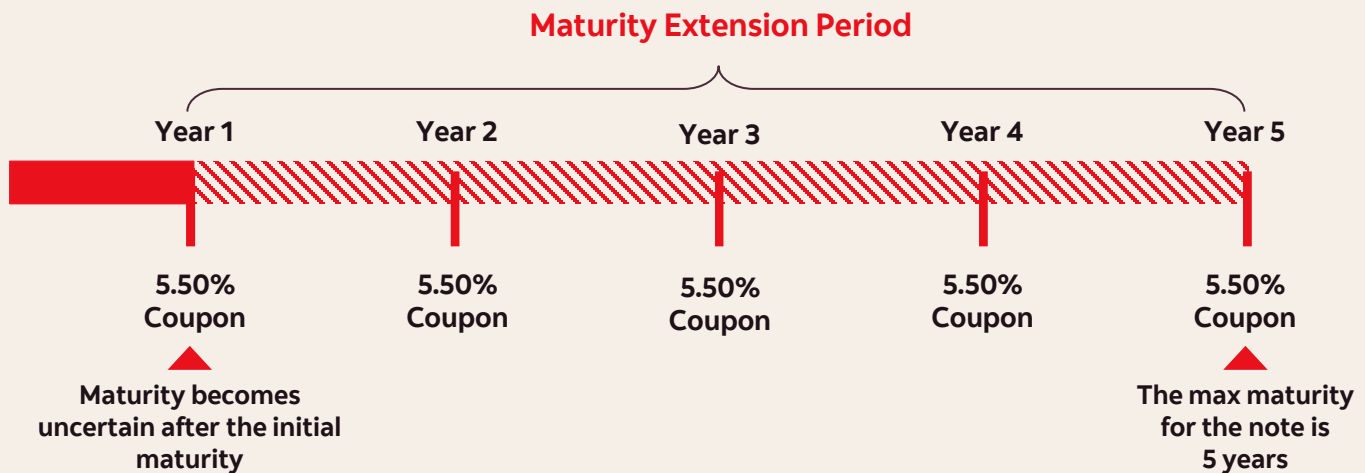 Maturity Extension Period
Year 1
Year 2
Year 3
Year 4
Year 5
5.50%
Coupon
5.50%
Coupon
5.50%
Coupon
5.50%
Coupon
5.50%
Coupon
Maturity becomes
uncertain after the initial
maturity
The max maturity
for the note is
5 years